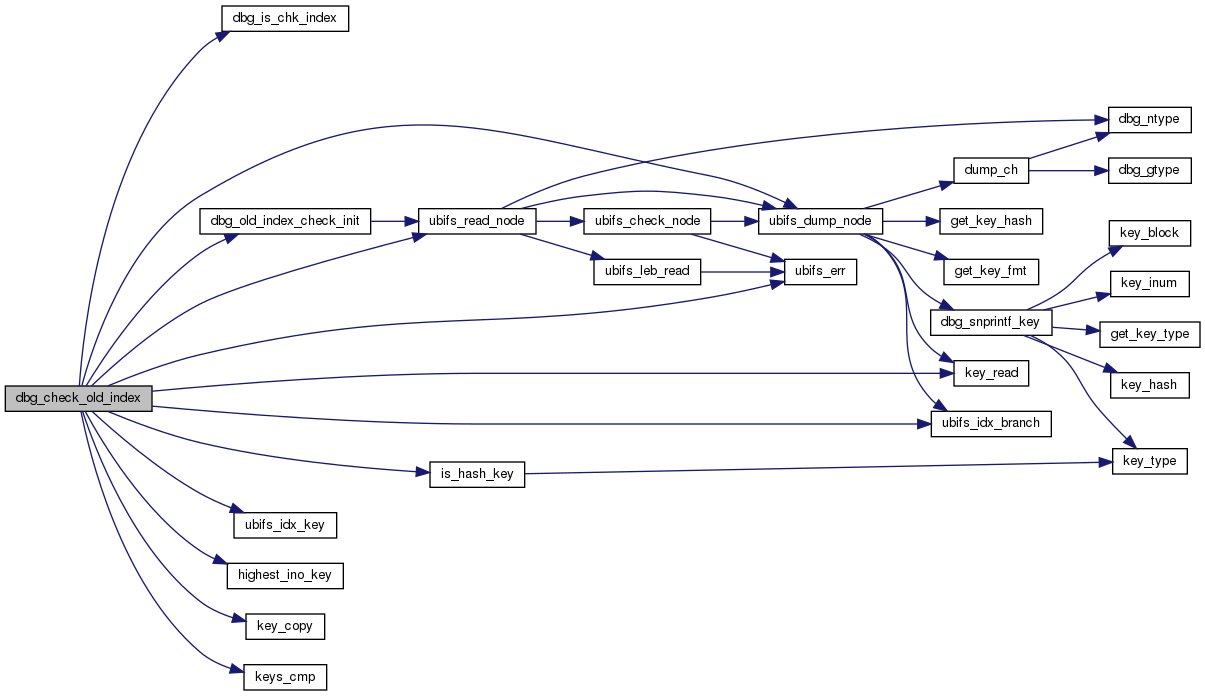 dbg_is_chk_index
dbg_ntype
dump_ch
dbg_gtype
dbg_old_index_check_init
ubifs_read_node
ubifs_check_node
ubifs_dump_node
get_key_hash
key_block
ubifs_leb_read
ubifs_err
get_key_fmt
key_inum
dbg_snprintf_key
get_key_type
key_read
key_hash
dbg_check_old_index
ubifs_idx_branch
key_type
is_hash_key
ubifs_idx_key
highest_ino_key
key_copy
keys_cmp